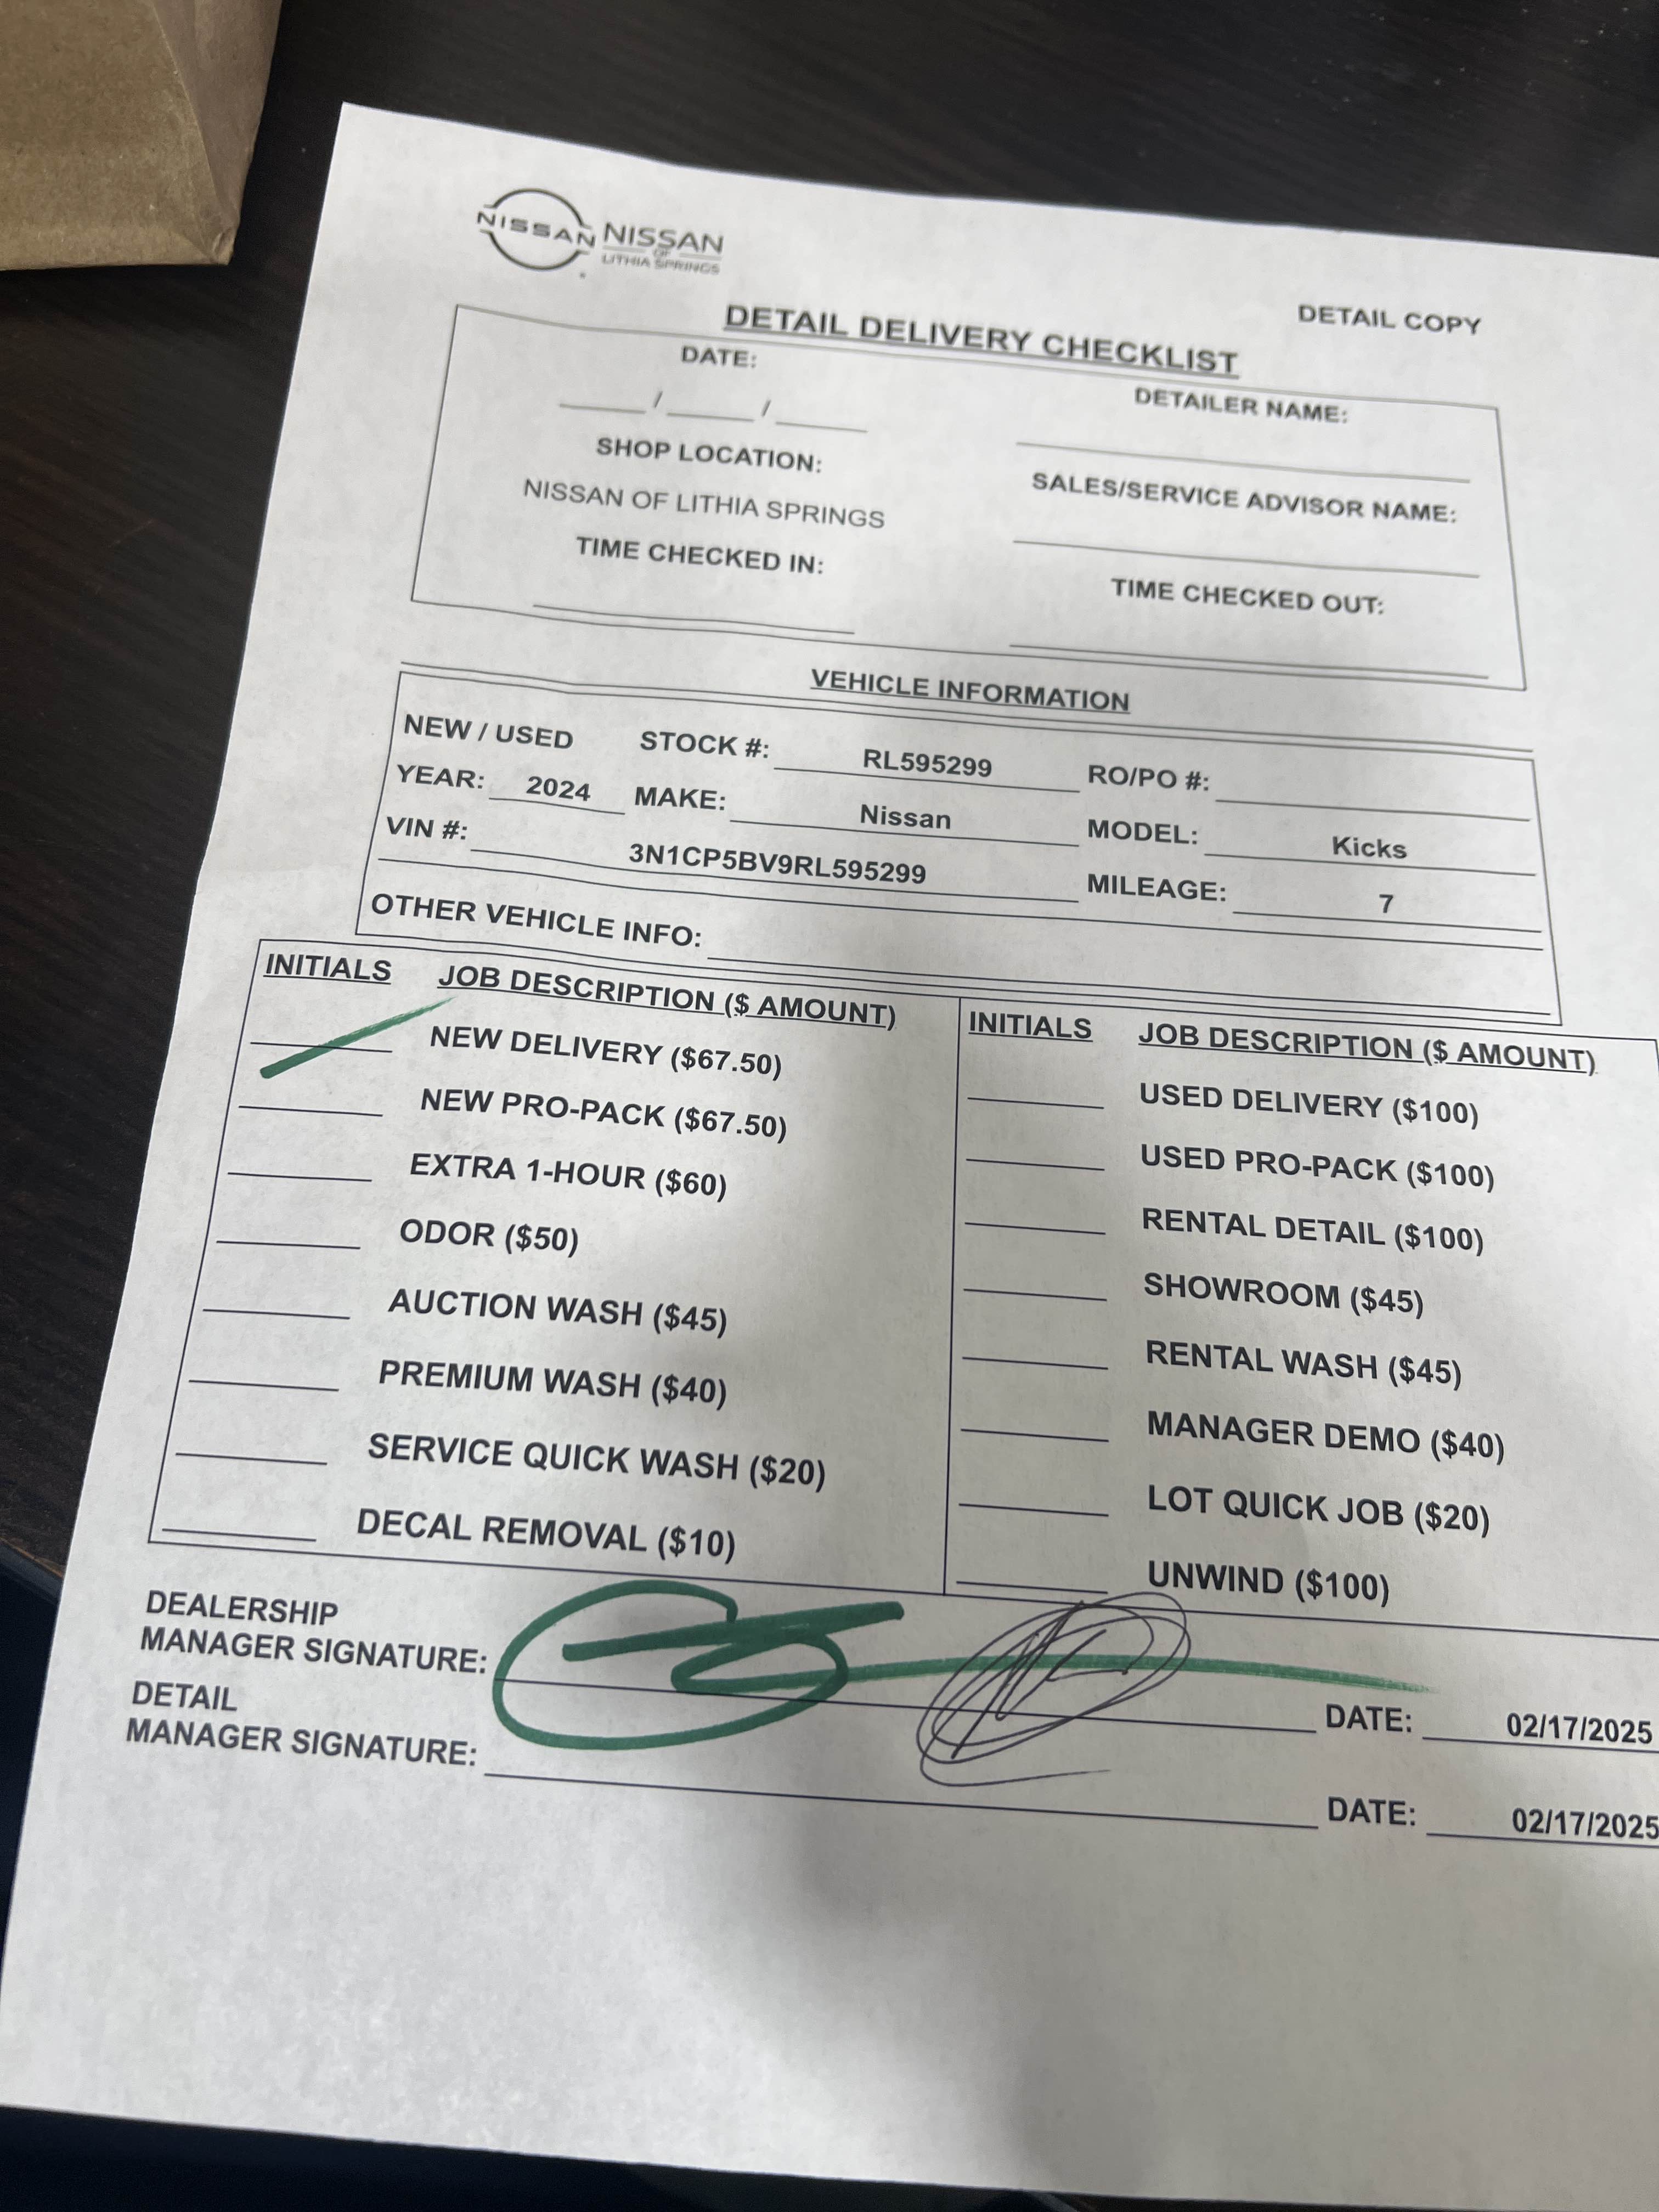 NISSAN NISSAN
OF
LITHIA SPRINGS
DETAIL COPY
DETAIL DELIVERY CHECKLIST
DATE:
DETAILER NAME:
/ /
SHOP LOCATION:
SALES/SERVICE ADVISOR NAME:
NISSAN OF LITHIA SPRINGS
TIME CHECKED IN:
TIME CHECKED OUT:
VEHICLE INFORMATION
NEW / USED STOCK #: RL595299 RO/PO #:
YEAR: 2024 MAKE: Nissan MODEL: Kicks
VIN #: 3N1CP5BV9RL595299 MILEAGE: 7
OTHER VEHICLE INFO:
INITIALS JOB DESCRIPTION ($ AMOUNT)
NEW DELIVERY ($67.50)
NEW PRO-PACK ($67.50)
EXTRA 1-HOUR ($60)
ODOR ($50)
AUCTION WASH ($45)
PREMIUM WASH ($40)
SERVICE QUICK WASH ($20)
DECAL REMOVAL ($10)
INITIALS JOB DESCRIPTION ($ AMOUNT)
USED DELIVERY ($100)
USED PRO-PACK ($100)
RENTAL DETAIL ($100)
SHOWROOM ($45)
RENTAL WASH ($45)
MANAGER DEMO ($40)
LOT QUICK JOB ($20)
UNWIND ($100)
DEALERSHIP
MANAGER SIGNATURE: DATE: 02/17/2025
DETAIL
MANAGER SIGNATURE: DATE: 02/17/2025